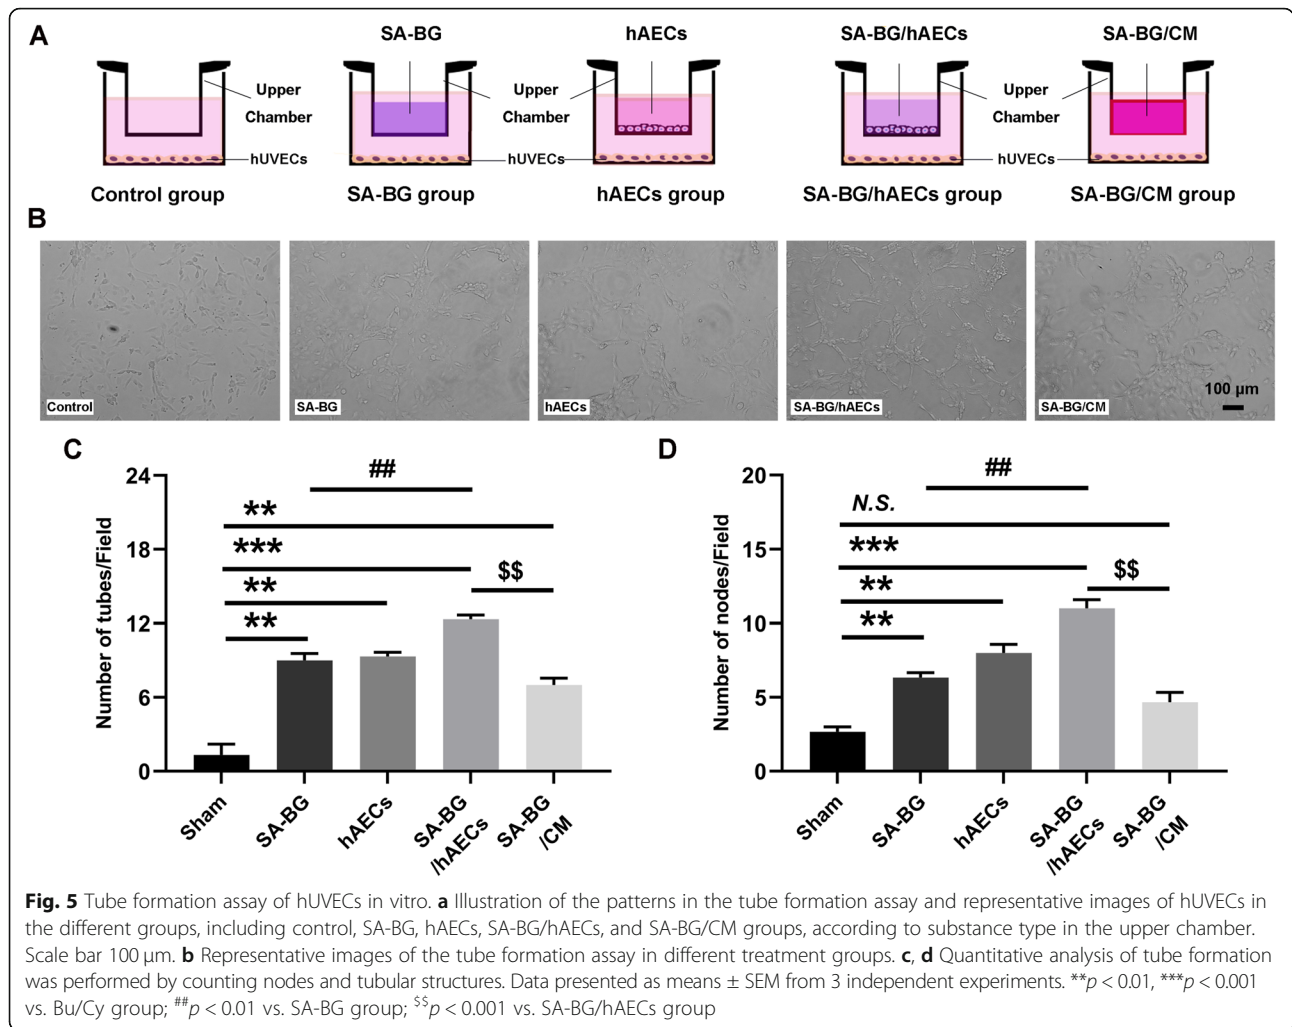 A
SA-BG
hAECs
SA-BG/hAECs
SA-BG/CM
Upper
Chamber
Upper
Chamber
Upper
Chamber
hUVECs
hUVECs
hUVECs
Control group
SA-BG group
hAECs group
SA-BG/hAECs group
SA-BG/CM group
B
Control
SA-BG
hAECs
SA-BG/hAECs
SA-BG/CM
100 μm
C
Number of tubes/Field
24
18
12
6
0
##
**
***
**
**
$$
Sham
SA-BG
hAECs
SA-BG
/hAECs
SA-BG
/CM
D
Number of nodes/Field
20
15
10
5
0
##
N.S.
***
**
**
$$
Sham
SA-BG
hAECs
SA-BG
/hAECs
SA-BG
/CM
Fig. 5 Tube formation assay of hUVECs in vitro. a Illustration of the patterns in the tube formation assay and representative images of hUVECs in
the different groups, including control, SA-BG, hAECs, SA-BG/hAECs, and SA-BG/CM groups, according to substance type in the upper chamber.
Scale bar 100 μm. b Representative images of the tube formation assay in different treatment groups. c, d Quantitative analysis of tube formation
was performed by counting nodes and tubular structures. Data presented as means ± SEM from 3 independent experiments. **p < 0.01, ***p < 0.001
vs. Bu/Cy group; ##p < 0.01 vs. SA-BG group; $$p < 0.001 vs. SA-BG/hAECs group